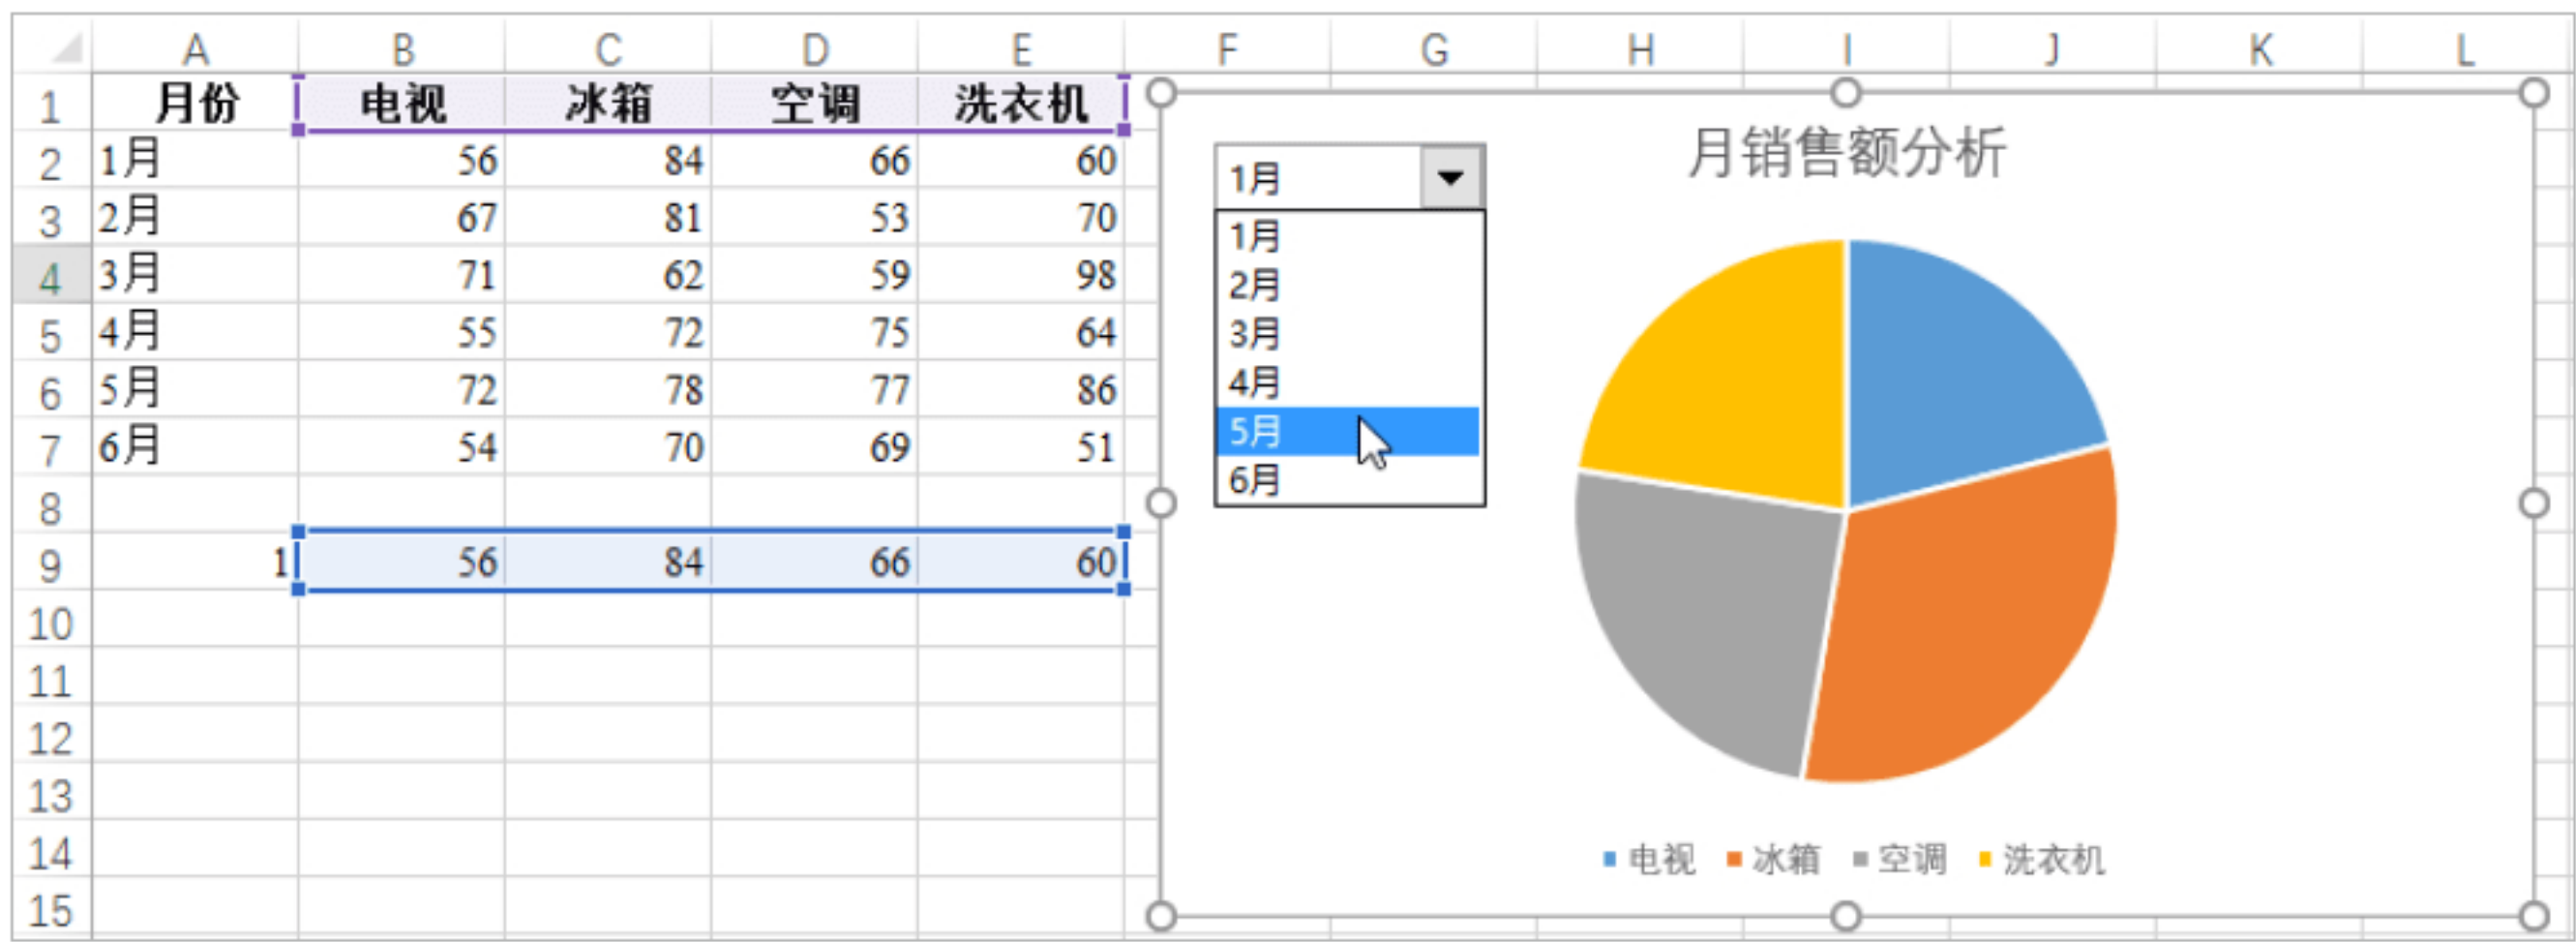 A B C D E F G H I J K L
1 月份 电视 冰箱 空调 洗衣机
2 1月 56 84 66 60
3 2月 67 81 53 70
4 3月 71 62 59 98
5 4月 55 72 75 64
6 5月 72 78 77 86
7 6月 54 70 69 51
8
9 1 56 84 66 60
10
11
12
13
14
15
月销售额分析
1月
1月
2月
3月
4月
5月
6月
电视 冰箱 空调 洗衣机